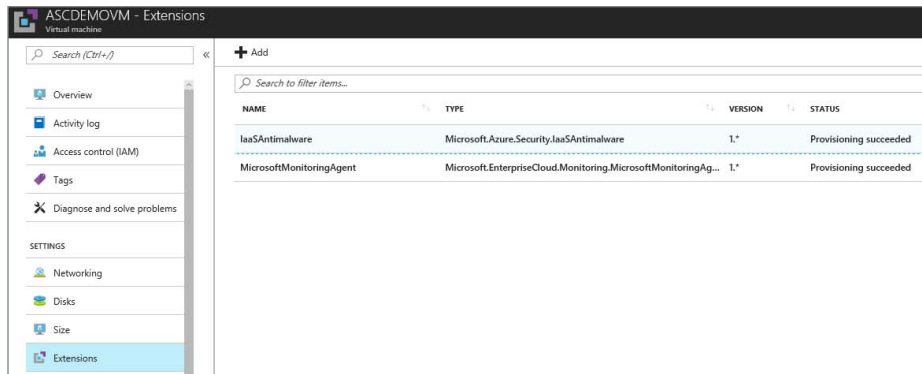 ASCDEMOVM - Extensions
Virtual machine
Search (Ctrl+/)
«
Add
Search to filter items...
NAME TYPE VERSION STATUS
IaaSAntimalware Microsoft.Azure.Security.IaaSAntimalware 1.* Provisioning succeeded
MicrosoftMonitoringAgent Microsoft.EnterpriseCloud.Monitoring.MicrosoftMonitoringAg... 1.* Provisioning succeeded
Overview
Activity log
Access control (IAM)
Tags
Diagnose and solve problems
SETTINGS
Networking
Disks
Size
Extensions